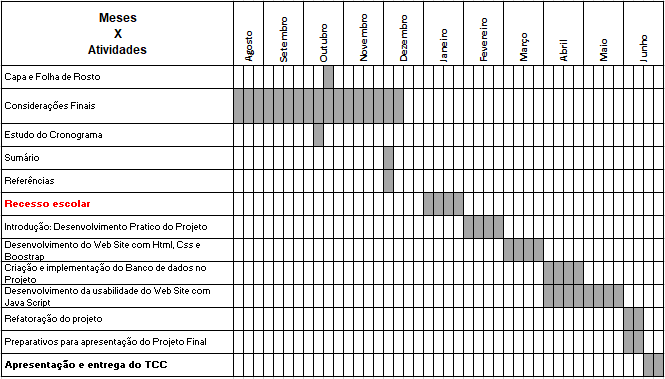 Meses
X
Atividades
Agosto
Setembro
Outubro
Novembro
Dezembro
Janeiro
Fevereiro
Março
Abril
Maio
Junho
Capa e Folha de Rosto
Considerações Finais
Estudo do Cronograma
Sumário
Referências
Recesso escolar
Introdução: Desenvolvimento Pratico do Projeto
Desenvolvimento do Web Site com Html, Css e
Boostrap
Criação e implementação do Banco de dados no
Projeto
Desenvolvimento da usabilidade do Web Site com
Java Script
Refatoração do projeto
Preparativos para apresentação do Projeto Final
Apresentação e entrega do TCC